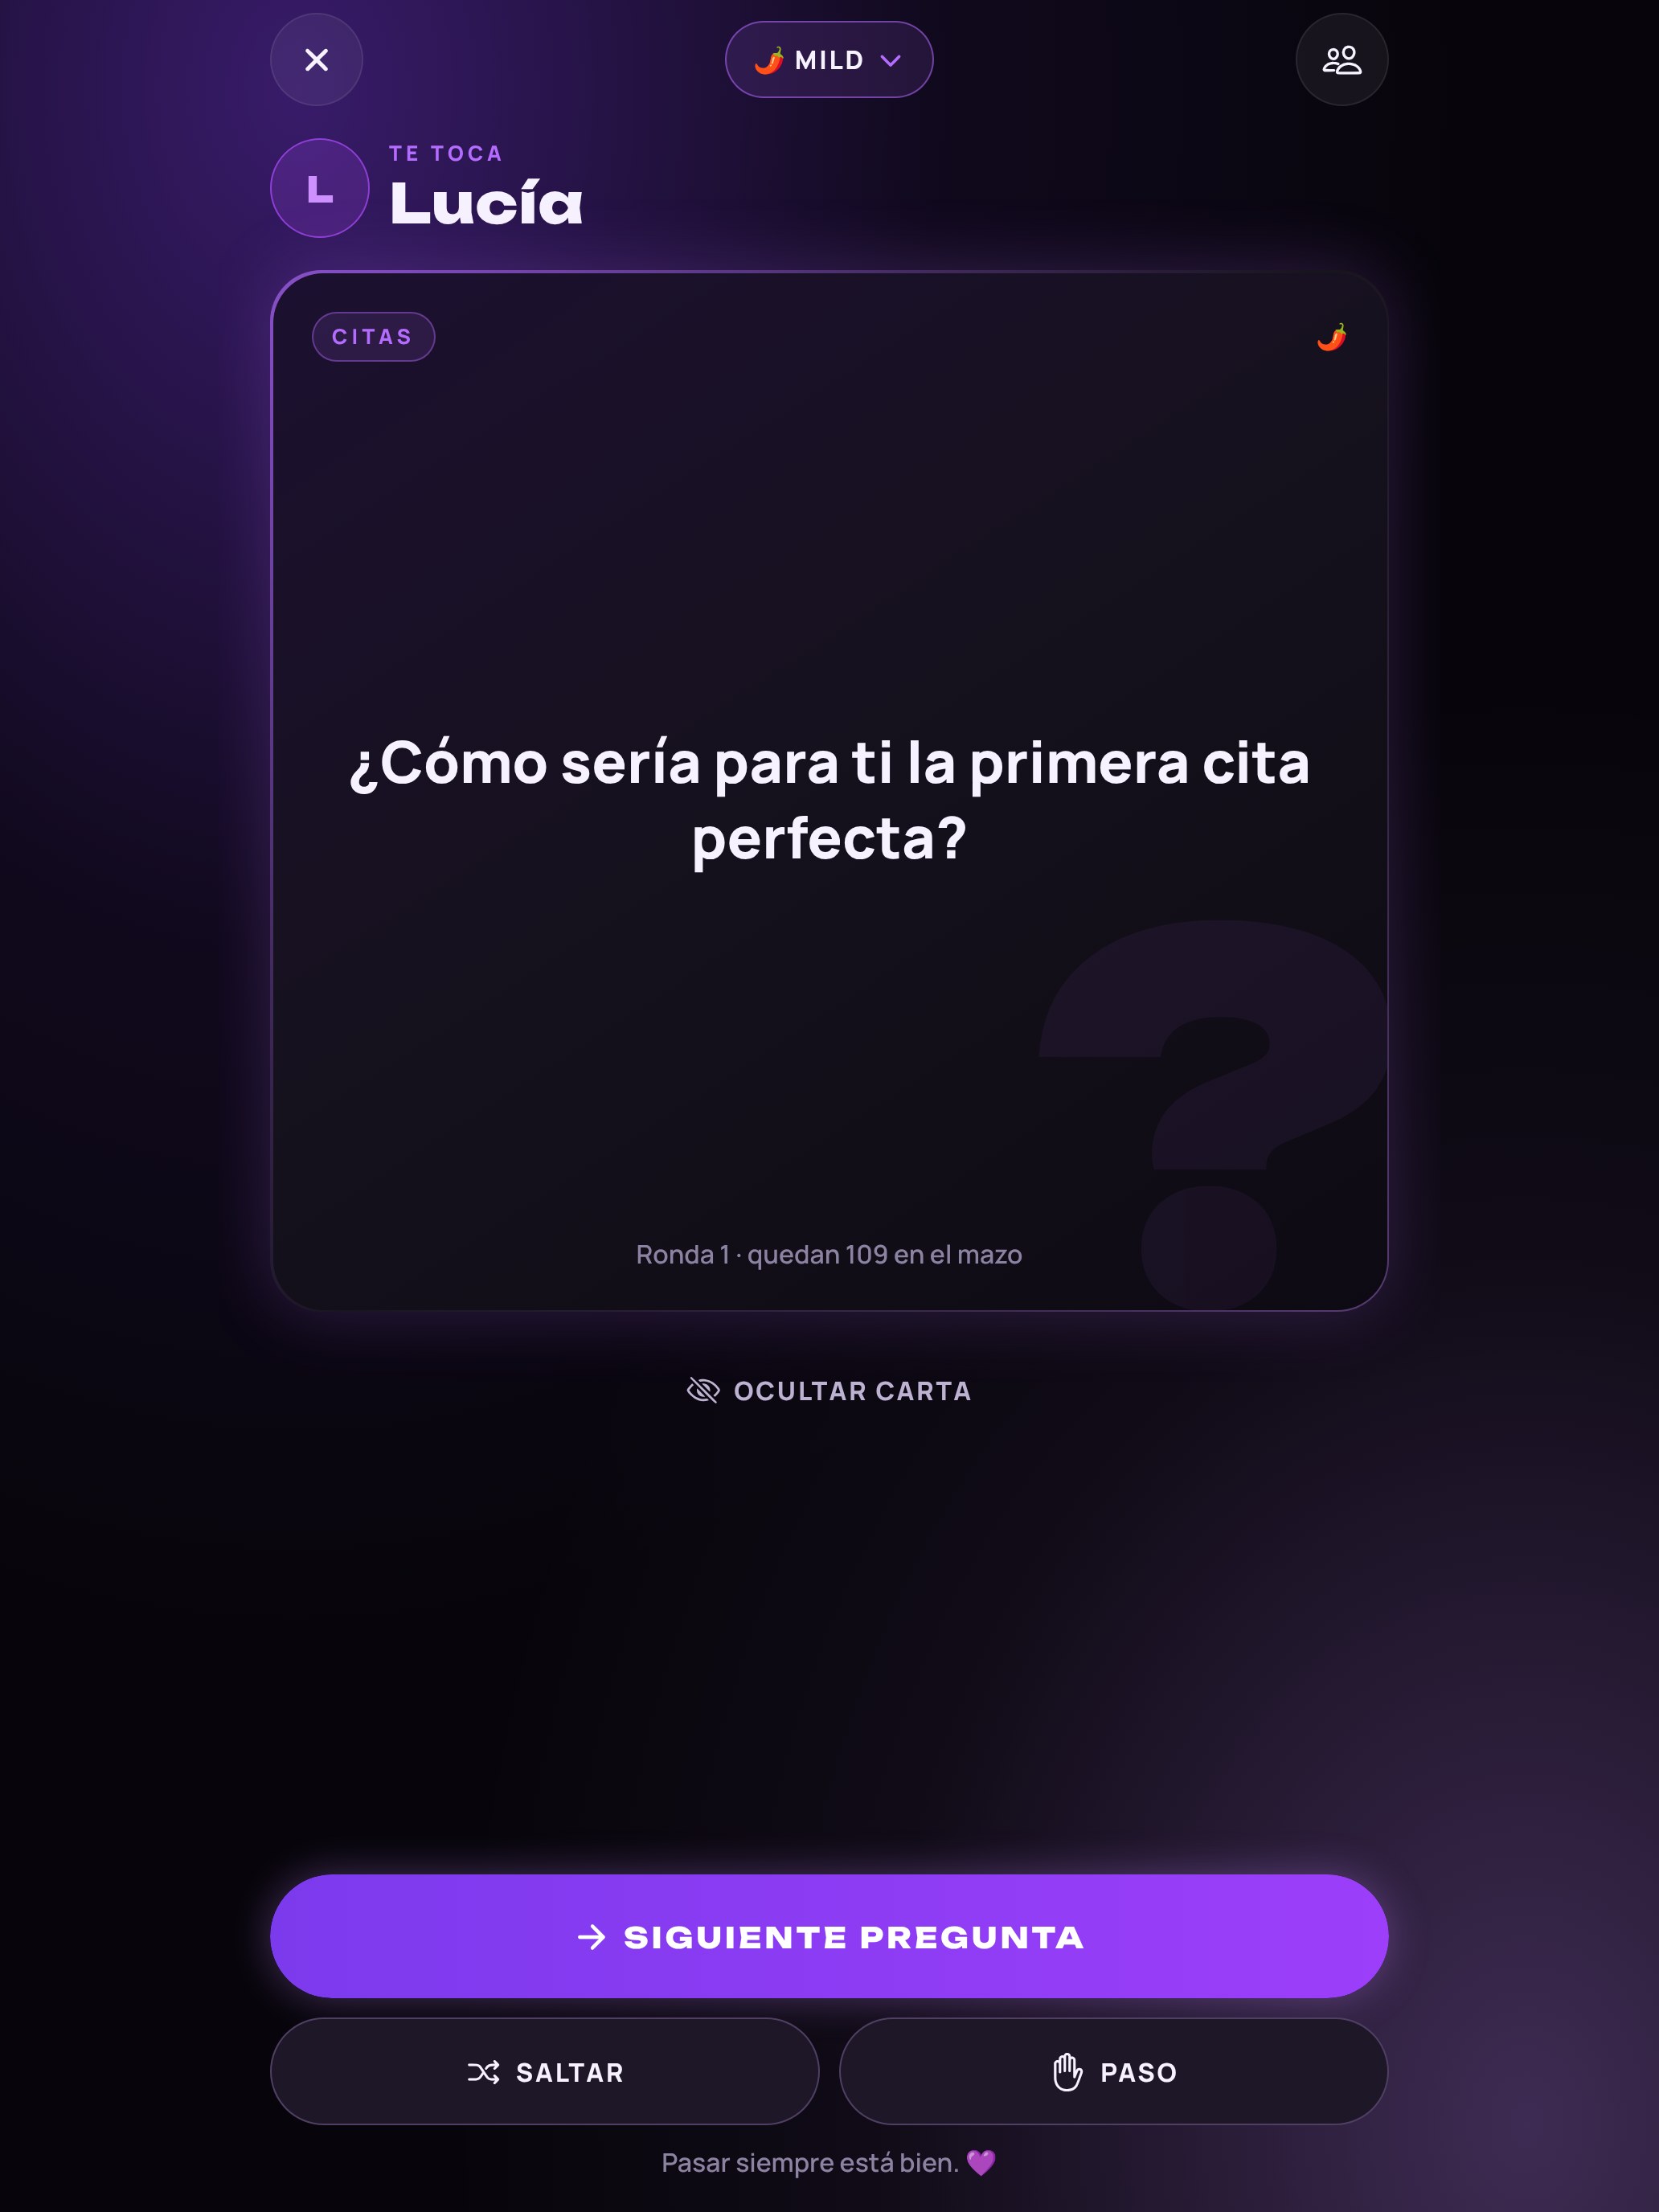 🌶️ MILD
L
TE TOCA
Lucía
CITAS
🌶️
¿Cómo sería para ti la primera cita
perfecta?
?
Ronda 1 · quedan 109 en el mazo
OCULTAR CARTA
SIGUIENTE PREGUNTA
SALTAR
PASO
Pasar siempre está bien. 💜